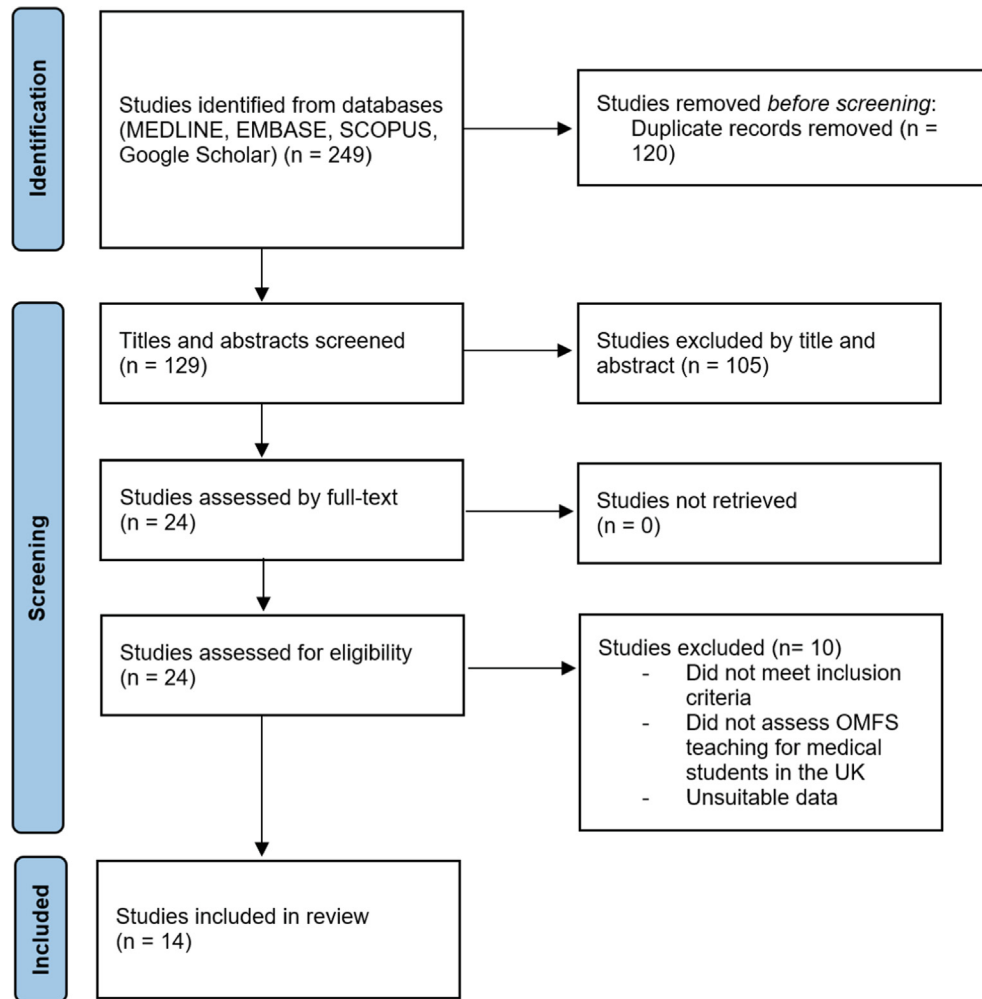 Identification
Studies identified from databases
(MEDLINE, EMBASE, SCOPUS,
Google Scholar) (n = 249)
Studies removed before screening:
Duplicate records removed (n =
120)
Screening
Titles and abstracts screened
(n = 129)
Studies excluded by title and
abstract (n = 105)
Studies assessed by full-text
(n = 24)
Studies not retrieved
(n = 0)
Studies assessed for eligibility
(n = 24)
Studies excluded (n= 10)
- Did not meet inclusion
criteria
- Did not assess OMFS
teaching for medical
students in the UK
- Unsuitable data
Included
Studies included in review
(n = 14)